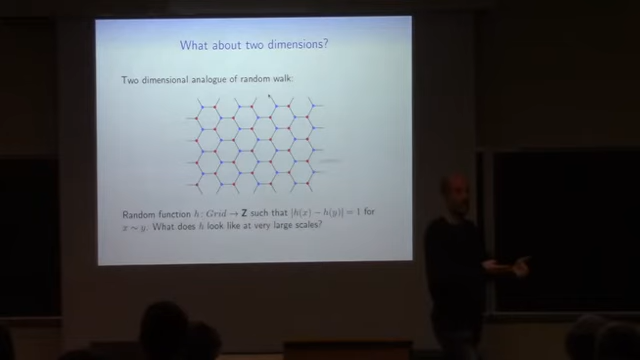 What about two dimensions?
Two dimensional analogue of random walk:
Random function h : Grid → Z such that |h(x) − h(y)| = 1 for
x ∼ y. What does h look like at very large scales?